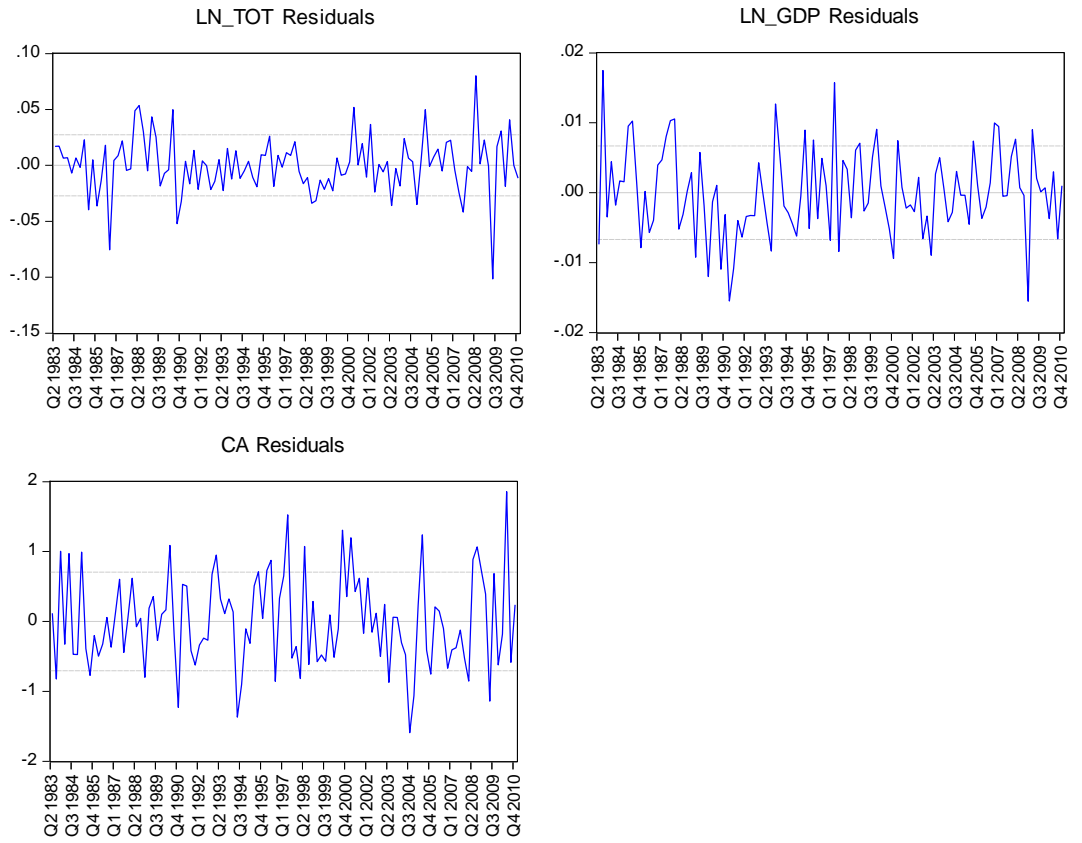 LN_TOT Residuals
.10
.05
.00
-.05
-.10
-.15
Q2 1983
Q3 1984
Q4 1985
Q1 1987
Q2 1988
Q3 1989
Q4 1990
Q1 1992
Q2 1993
Q3 1994
Q4 1995
Q1 1997
Q2 1998
Q3 1999
Q4 2000
Q1 2002
Q2 2003
Q3 2004
Q4 2005
Q1 2007
Q2 2008
Q3 2009
Q4 2010
LN_GDP Residuals
.02
.01
.00
-.01
-.02
Q2 1983
Q3 1984
Q4 1985
Q1 1987
Q2 1988
Q3 1989
Q4 1990
Q1 1992
Q2 1993
Q3 1994
Q4 1995
Q1 1997
Q2 1998
Q3 1999
Q4 2000
Q1 2002
Q2 2003
Q3 2004
Q4 2005
Q1 2007
Q2 2008
Q3 2009
Q4 2010
CA Residuals
2
1
0
-1
-2
Q2 1983
Q3 1984
Q4 1985
Q1 1987
Q2 1988
Q3 1989
Q4 1990
Q1 1992
Q2 1993
Q3 1994
Q4 1995
Q1 1997
Q2 1998
Q3 1999
Q4 2000
Q1 2002
Q2 2003
Q3 2004
Q4 2005
Q1 2007
Q2 2008
Q3 2009
Q4 2010